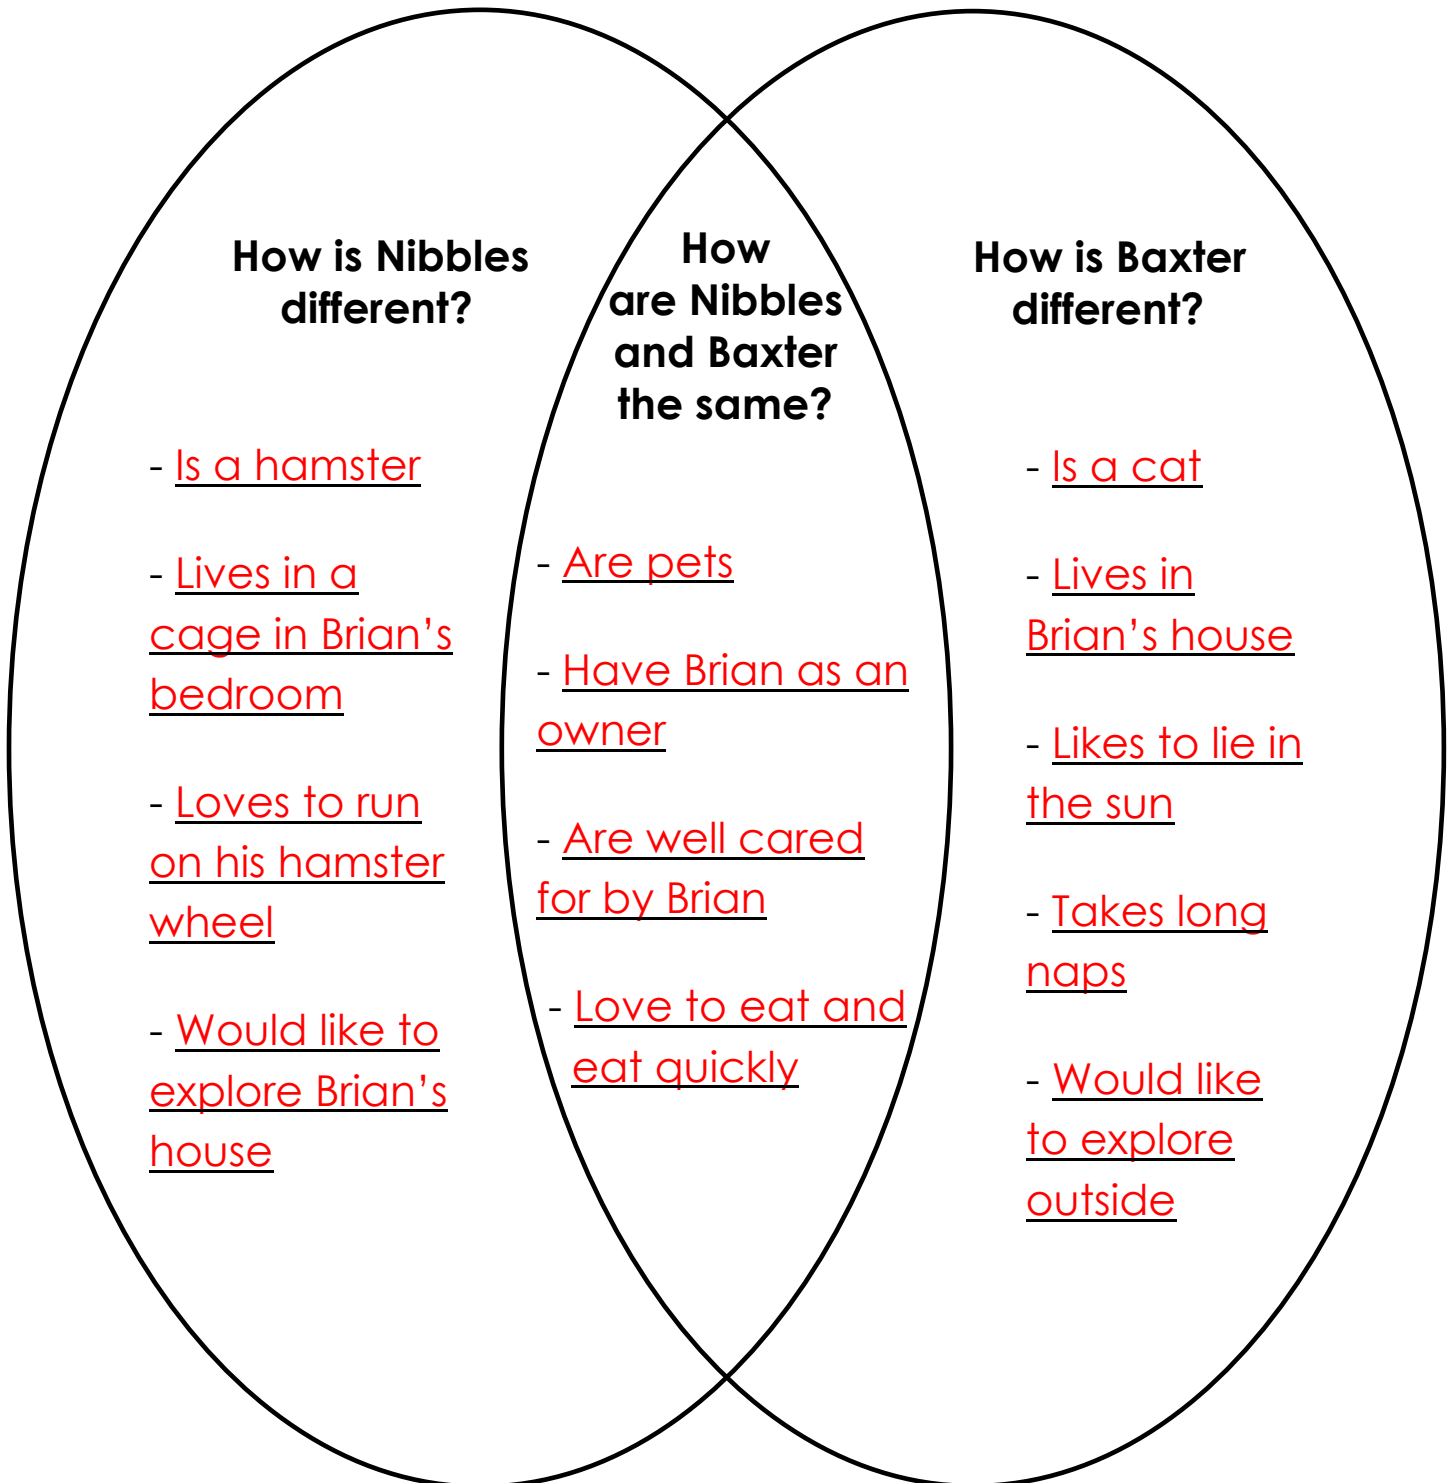 How is Nibbles
different?
- Is a hamster
- Lives in a
cage in Brian’s
bedroom
- Loves to run
on his hamster
wheel
- Would like to
explore Brian’s
house
How
are Nibbles
and Baxter
the same?
- Are pets
- Have Brian as an
owner
- Are well cared
for by Brian
- Love to eat and
eat quickly
How is Baxter
different?
- Is a cat
- Lives in
Brian’s house
- Likes to lie in
the sun
- Takes long
naps
- Would like
to explore
outside